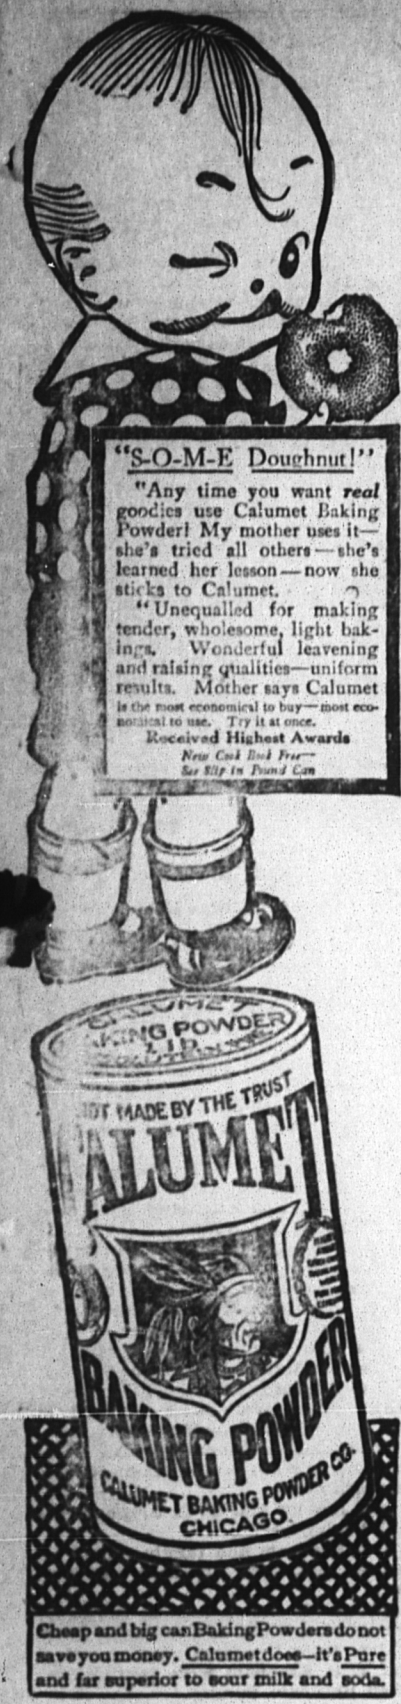 "S-O-M-E Doughnut!"
"Any time you want real
goodies use Calumet Baking
Powder! My mother uses it—
she's tried all others—she's
learned her lesson—now she
sticks to Calumet.
"Unequalled for making
tender, wholesome, light bak-
ings. Wonderful leavening
and raising qualities—uniform
results. Mother says Calumet
is the most economical to buy—most eco-
nomical to use. Try it at once.
Received Highest Awards
New Cook Book Free—
See Slip in Pound Can
CALUMET
BAKING POWDER
NOT MADE BY THE TRUST
CALUMET
BAKING POWDER
CALUMET BAKING POWDER CO.
CHICAGO.
Cheap and big can Baking Powders do not
save you money. Calumet does—it's Pure
and far superior to sour milk and soda.